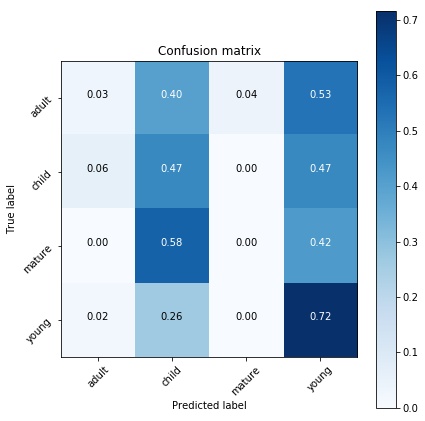 Confusion matrix
True label
adult 0.03 0.40 0.04 0.53
child 0.06 0.47 0.00 0.47
mature 0.00 0.58 0.00 0.42
young 0.02 0.26 0.00 0.72
adult child mature young
Predicted label
0.7
0.6
0.5
0.4
0.3
0.2
0.1
0.0